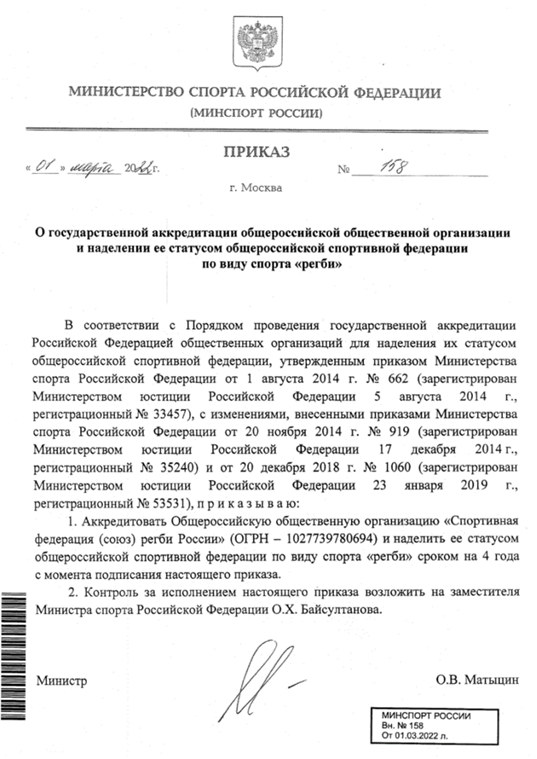 МИНИСТЕРСТВО СПОРТА РОССИЙСКОЙ ФЕДЕРАЦИИ
(МИНСПОРТ РОССИИ)
ПРИКАЗ
« 01 » марта 2022 г. № 158
г. Москва
О государственной аккредитации общероссийской общественной организации
и наделении ее статусом общероссийской спортивной федерации
по виду спорта «регби»
В соответствии с Порядком проведения государственной аккредитации
Российской Федерацией общественных организаций для наделения их статусом
общероссийской спортивной федерации, утвержденным приказом Министерства
спорта Российской Федерации от 1 августа 2014 г. № 662 (зарегистрирован
Министерством юстиции Российской Федерации 5 августа 2014 г.,
регистрационный № 33457), с изменениями, внесенными приказами Министерства
спорта Российской Федерации от 20 ноября 2014 г. № 919 (зарегистрирован
Министерством юстиции Российской Федерации 17 декабря 2014 г.,
регистрационный № 35240) и от 20 декабря 2018 г. № 1060 (зарегистрирован
Министерством юстиции Российской Федерации 23 января 2019 г.,
регистрационный № 53531), п р и к а з ы в а ю:
1. Аккредитовать Общероссийскую общественную организацию «Спортивная
федерация (союз) регби России» (ОГРН – 1027739780694) и наделить ее статусом
общероссийской спортивной федерации по виду спорта «регби» сроком на 4 года
с момента подписания настоящего приказа.
2. Контроль за исполнением настоящего приказа возложить на заместителя
Министра спорта Российской Федерации О.Х. Байсултанова.
Министр О.В. Матыцин
МИНСПОРТ РОССИИ
Вн. № 158
От 01.03.2022 л.